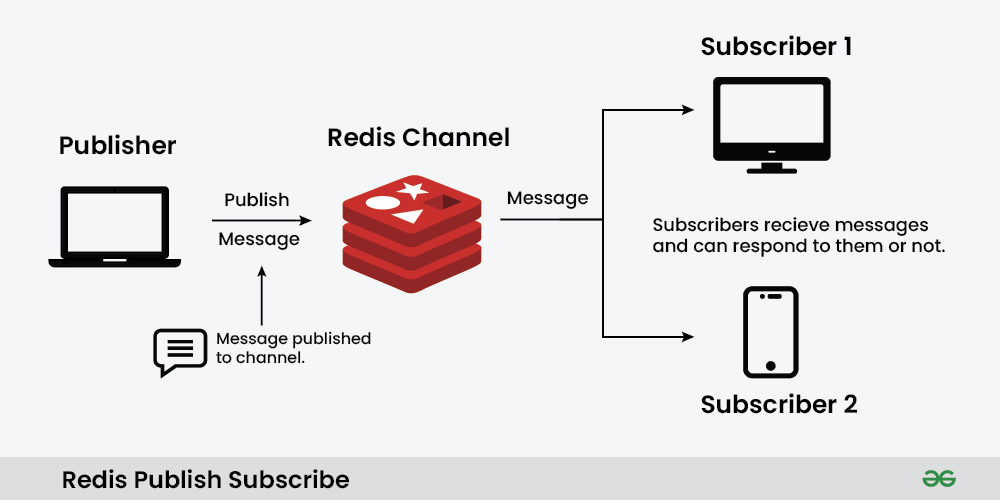 Subscriber 1
Publisher
Redis Channel
Publish
Message
Message
Subscribers recieve messages
and can respond to them or not.
Message published
to channel.
Subscriber 2
Redis Publish Subscribe